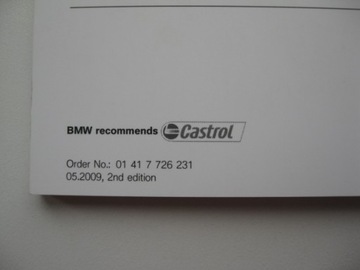 BMW recommends Castrol
Order No.: 01 41 7 726 231
05.2009, 2nd edition